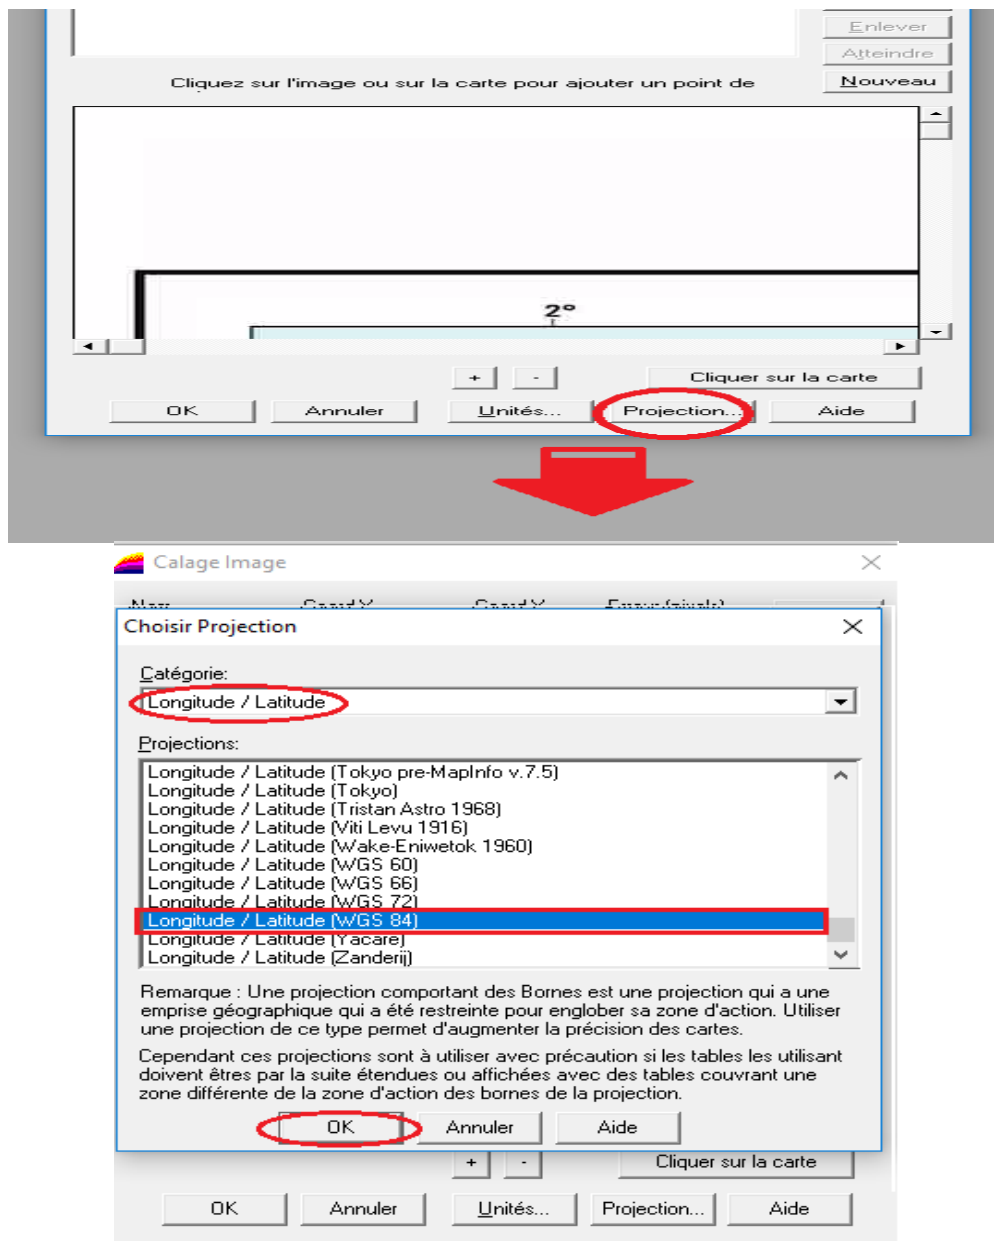 Enlever
Atteindre
Cliquez sur l'image ou sur la carte pour ajouter un point de
Nouveau
2°
+ -
Cliquer sur la carte
OK Annuler Unités... Projection... Aide
Calage Image
Choisir Projection
Catégorie:
Longitude / Latitude
Projections:
Longitude / Latitude (Tokyo pre-MapInfo v.7.5)
Longitude / Latitude (Tokyo)
Longitude / Latitude (Tristan Astro 1968)
Longitude / Latitude (Viti Levu 1916)
Longitude / Latitude (Wake-Eniwetok 1960)
Longitude / Latitude (WGS 60)
Longitude / Latitude (WGS 66)
Longitude / Latitude (WGS 72)
Longitude / Latitude (WGS 84)
Longitude / Latitude (Yacare)
Longitude / Latitude (Zanderij)
Remarque : Une projection comportant des Bornes est une projection qui a une
emprise géographique qui a été restreinte pour englober sa zone d'action. Utiliser
une projection de ce type permet d'augmenter la précision des cartes.
Cependant ces projections sont à utiliser avec précaution si les tables les utilisant
doivent êtres par la suite étendues ou affichées avec des tables couvrant une
zone différente de la zone d'action des bornes de la projection.
OK Annuler Aide
+ -
Cliquer sur la carte
OK Annuler Unités... Projection... Aide